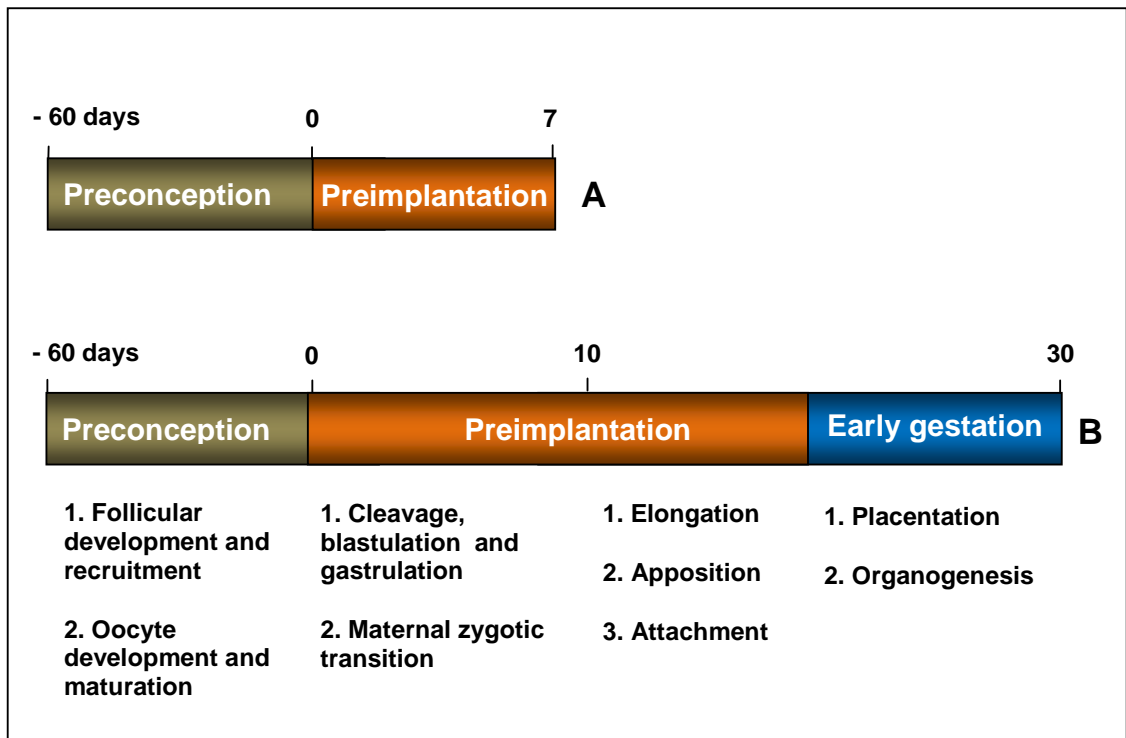 - 60 days 0 7
Preconception Preimplantation A
- 60 days 0 10 30
Preconception Preimplantation Early gestation B
1. Follicular
development and
recruitment
2. Oocyte
development and
maturation
1. Cleavage,
blastulation and
gastrulation
2. Maternal zygotic
transition
1. Elongation
2. Apposition
3. Attachment
1. Placentation
2. Organogenesis